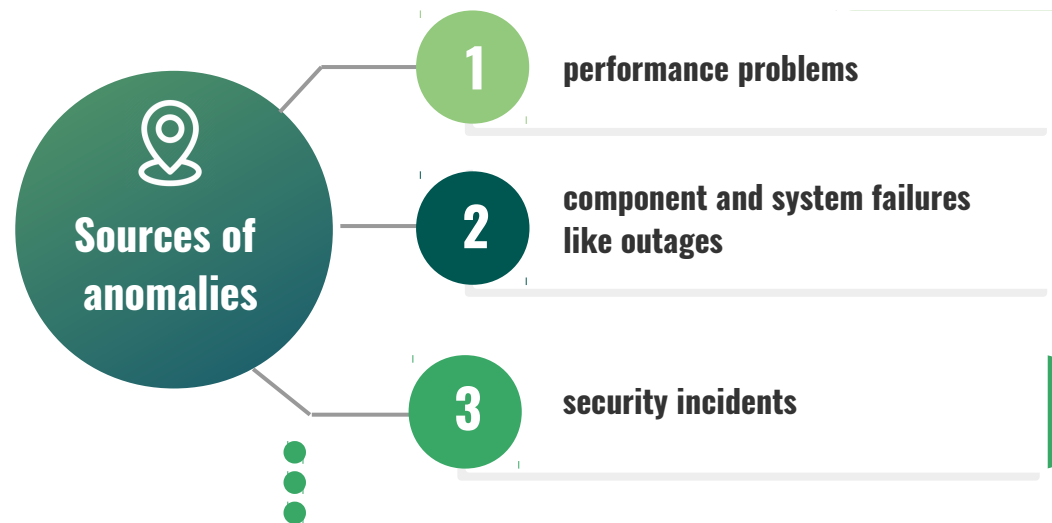 Sources of
anomalies
1
performance problems
2
component and system failures
like outages
3
security incidents